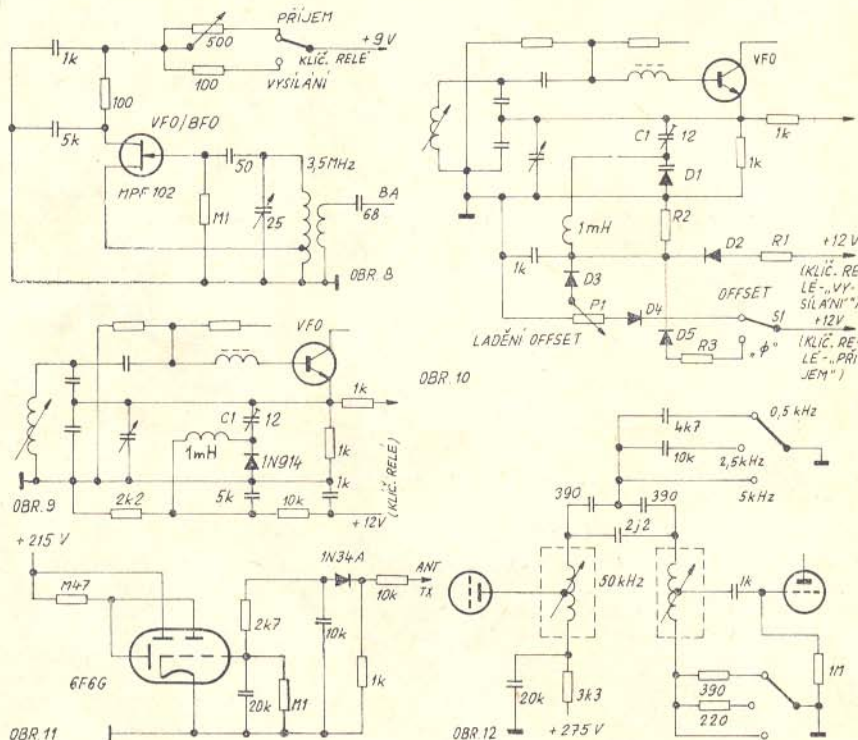 PŘÍJEM
500
+9V
KLÍČ. RELÉ
VYSÍLÁNÍ
100
1k
100
5k
VFO/BFO
MPF 102
50
3,5MHz
M1
25
BA
68
OBR. 8
VFO
C1
12
1k
D1
1k
1mH
R2
1k
D2
R1
+12V
(KLÍČ. RE-
LÉ-„VY-
SÍLÁNÍ")
D3
P1
D4
OFFSET
S1
+12V
LADĚNÍ OFFSET
D5
R3
„ϕ"
(KLÍČ. RE-
LÉ-„PŘÍ-
JEM")
OBR. 10
VFO
C1
12
1k
1mH
1N914
1k
5k
1k
2k2
10k
+12V
(KLÍČ. RELÉ)
OBR. 9
+215 V
M47
6F6G
1N34A
10k
ANT
TX
2k7
10k
1k
20k
M1
OBR. 11
4k7
0,5kHz
10k
2,5kHz
5kHz
390
390
2j2
50kHz
1k
20k
3k3
+275V
390
220
1M
OBR. 12